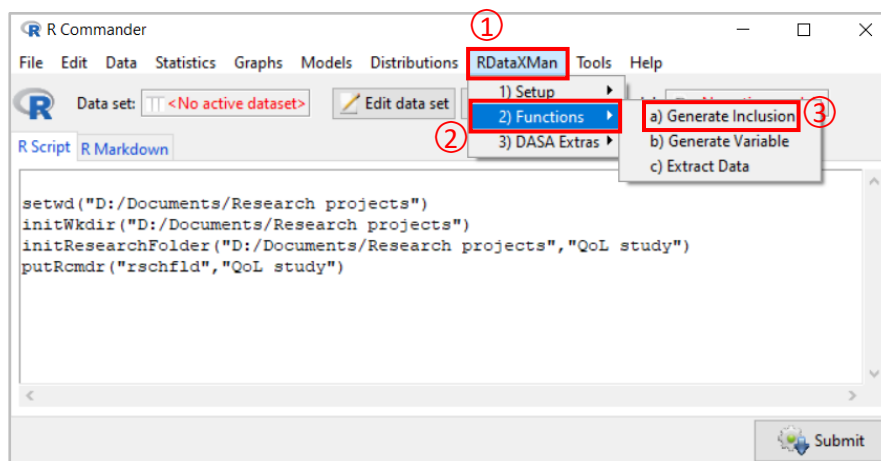 R Commander
①
File Edit Data Statistics Graphs Models Distributions RDataXMan Tools Help
Data set: <No active dataset> Edit data set
1) Setup
2) Functions
3) DASA Extras
②
a) Generate Inclusion
b) Generate Variable
c) Extract Data
③
R Script R Markdown
setwd("D:/Documents/Research projects")
initWkdir("D:/Documents/Research projects")
initResearchFolder("D:/Documents/Research projects","QoL study")
putRcmdr("rschfld","QoL study")
Submit